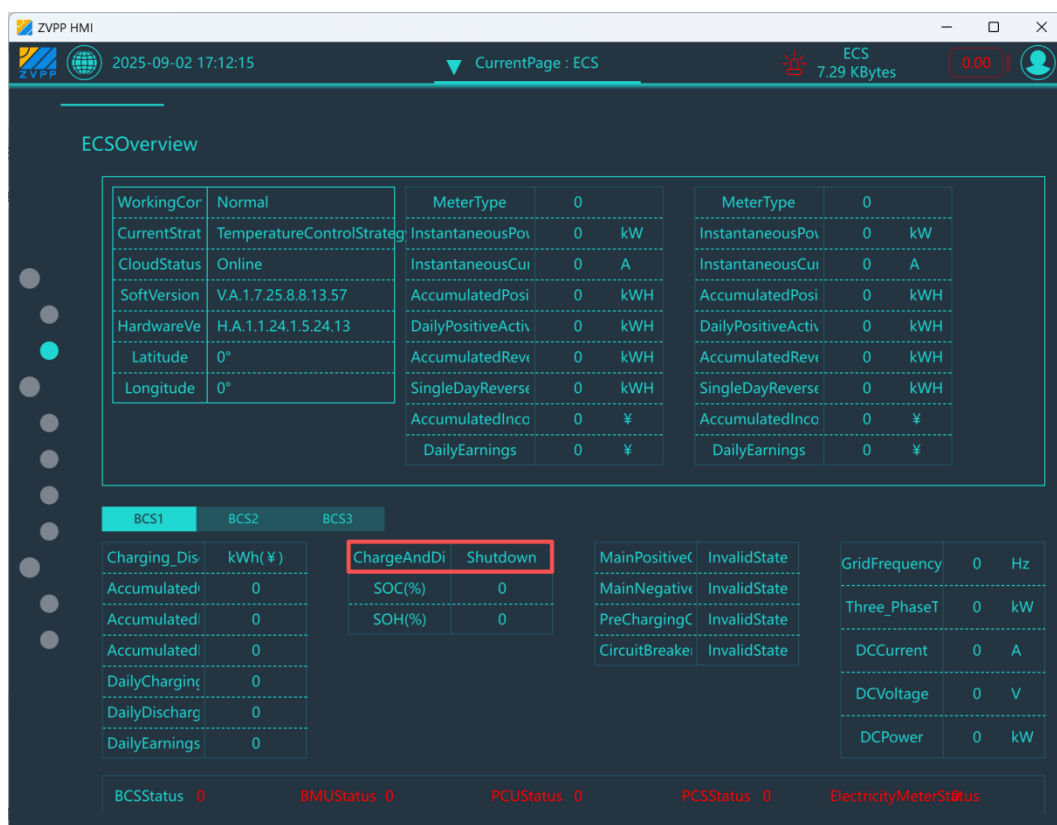 ZVPP HMI
ZVPP 2025-09-02 17:12:15 CurrentPage : ECS ECS 0.00
7.29 KBytes
ECSOverview
WorkingCor Normal MeterType 0 MeterType 0
CurrentStrat TemperatureControlStrateg InstantaneousPov 0 kW InstantaneousPov 0 kW
CloudStatus Online InstantaneousCui 0 A InstantaneousCui 0 A
SoftVersion V.A.1.7.25.8.8.13.57 AccumulatedPosi 0 kWH AccumulatedPosi 0 kWH
HardwareVe H.A.1.1.24.1.5.24.13 DailyPositiveActiv 0 kWH DailyPositiveActiv 0 kWH
Latitude 0° AccumulatedReve 0 kWH AccumulatedReve 0 kWH
Longitude 0° SingleDayReverse 0 kWH SingleDayReverse 0 kWH
AccumulatedInco 0 ¥ AccumulatedInco 0 ¥
DailyEarnings 0 ¥ DailyEarnings 0 ¥
BCS1 BCS2 BCS3
Charging_Dis kWh(¥) ChargeAndDi Shutdown MainPositiveC InvalidState GridFrequency 0 Hz
Accumulated 0 SOC(%) 0 MainNegative InvalidState Three_PhaseT 0 kW
Accumulated 0 SOH(%) 0 PreChargingC InvalidState
Accumulated 0 CircuitBreaker InvalidState DCCurrent 0 A
DailyCharging 0 DCVoltage 0 V
DailyDischarg 0
DailyEarnings 0 DCPower 0 kW
BCSStatus 0 BMUStatus 0 PCUStatus 0 PCSStatus 0 ElectricityMeterStatus 0